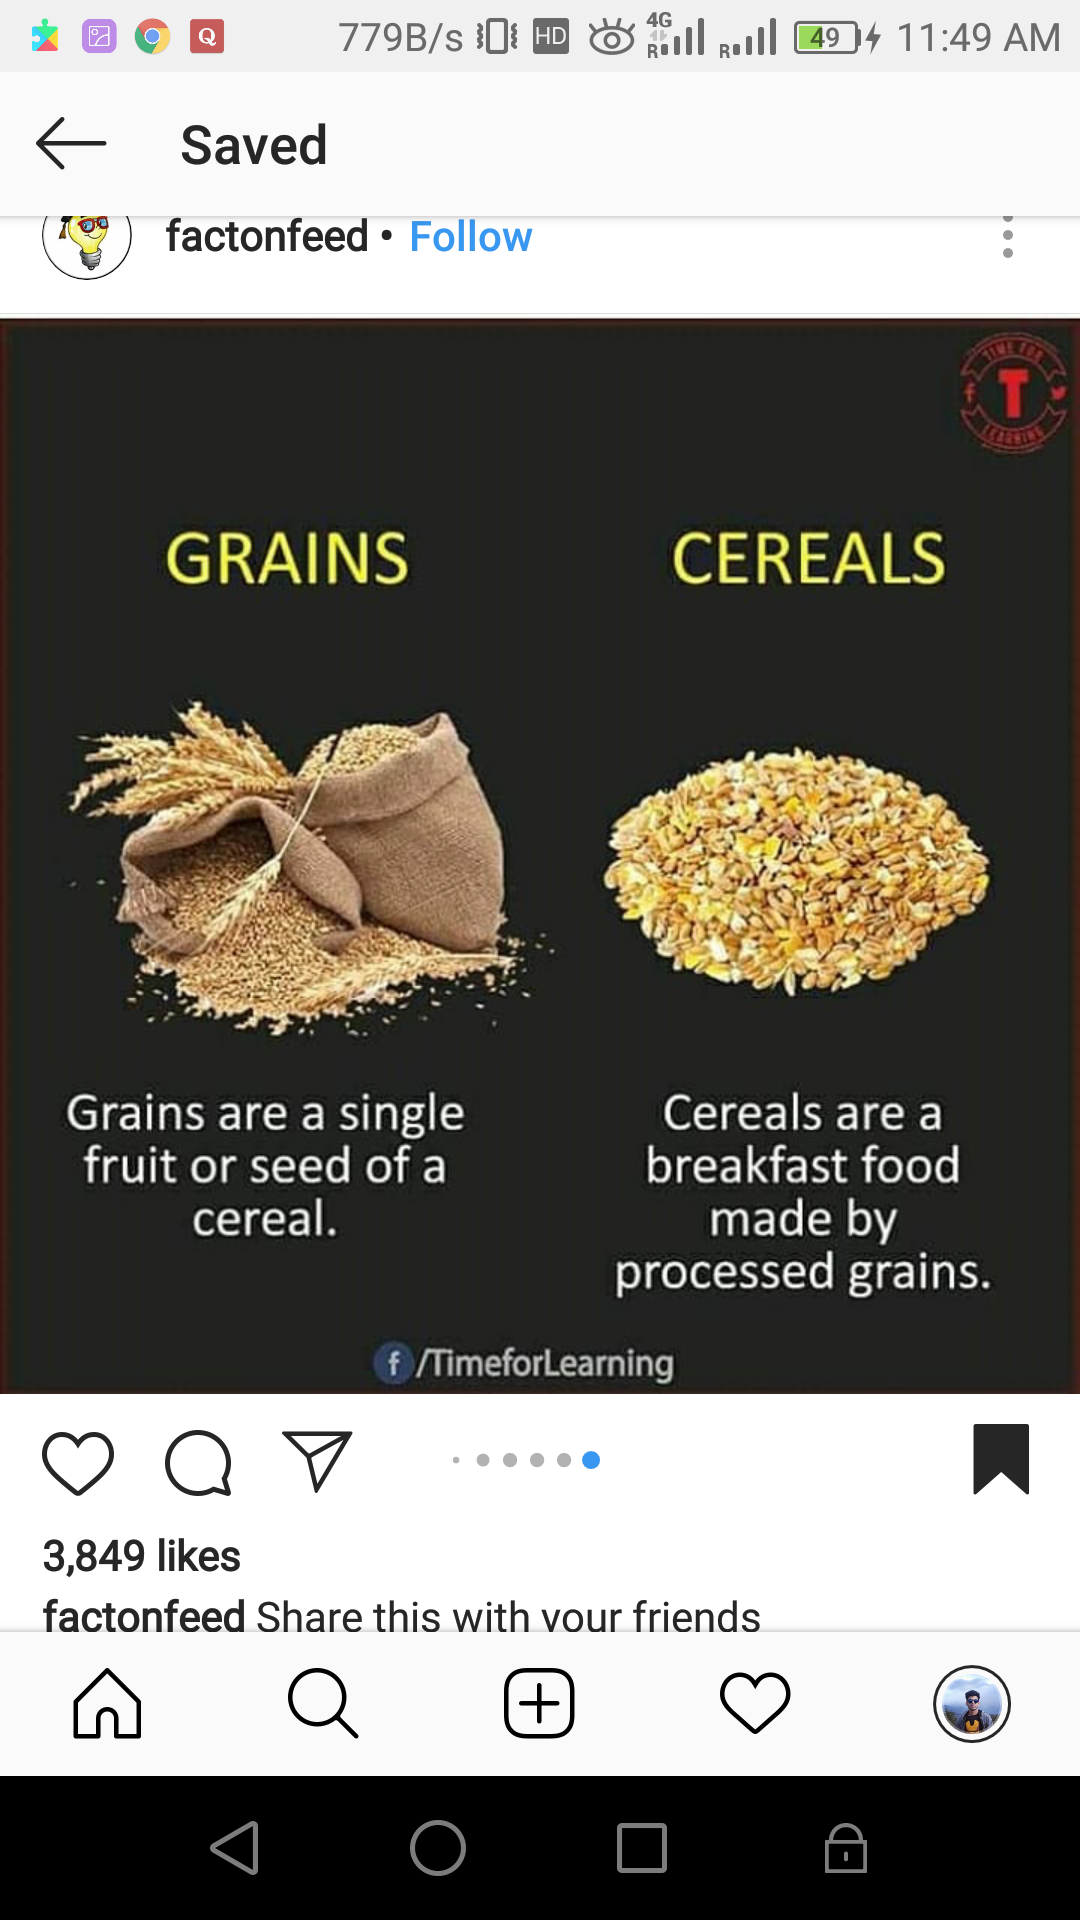 779B/s HD 4G R R 49 11:49 AM
Saved
factonfeed • Follow
TIME FOR
T
LEARNING
GRAINS
CEREALS
Grains are a single
fruit or seed of a
cereal.
Cereals are a
breakfast food
made by
processed grains.
f /TimeforLearning
3,849 likes
factonfeed Share this with your friends